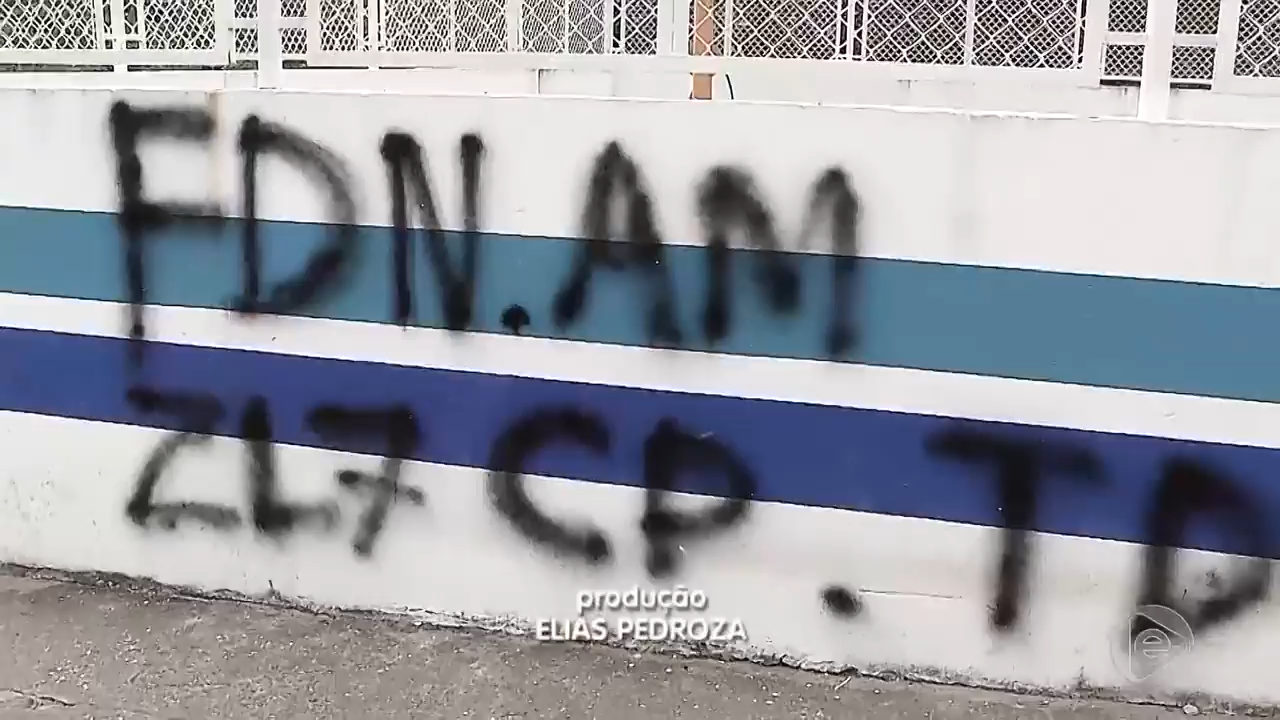 FDN.AM
ZL7 CP . TD
produção
ELIAS PEDROZA
e